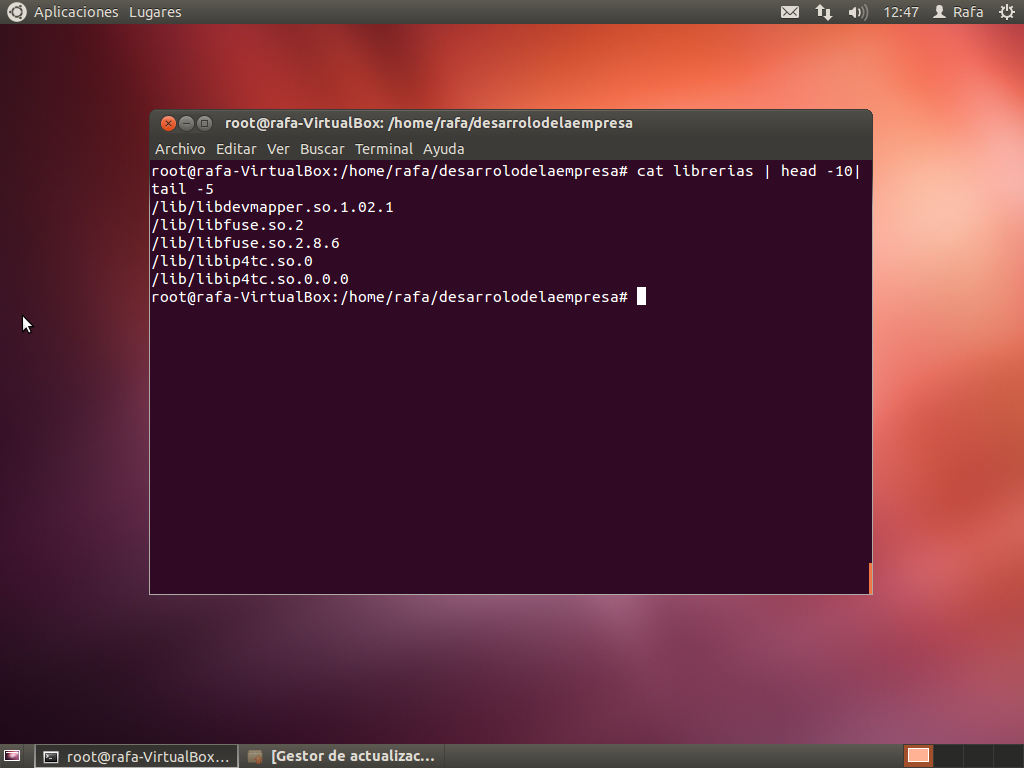 Aplicaciones Lugares 12:47 Rafa
root@rafa-VirtualBox: /home/rafa/desarrolodelaempresa
Archivo Editar Ver Buscar Terminal Ayuda
root@rafa-VirtualBox:/home/rafa/desarrolodelaempresa# cat librerias | head -10|
tail -5
/lib/libdevmapper.so.1.02.1
/lib/libfuse.so.2
/lib/libfuse.so.2.8.6
/lib/libip4tc.so.0
/lib/libip4tc.so.0.0.0
root@rafa-VirtualBox:/home/rafa/desarrolodelaempresa#
root@rafa-VirtualBox... [Gestor de actualizac...